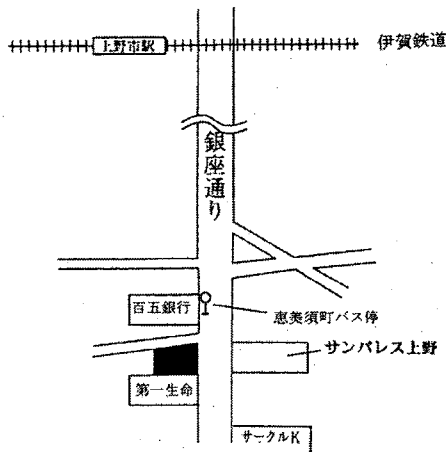 上野市駅
伊賀鉄道
銀座通り
百五銀行
恵美須町バス停
サンパレス上野
第一生命
サークルK